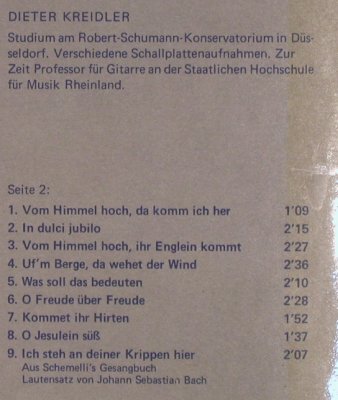 DIETER KREIDLER
Studium am Robert-Schumann-Konservatorium in Düs-
seldorf. Verschiedene Schallplattenaufnahmen. Zur
Zeit Professor für Gitarre an der Staatlichen Hochschule
für Musik Rheinland.
Seite 2:
1. Vom Himmel hoch, da komm ich her 1'09
2. In dulci jubilo 2'15
3. Vom Himmel hoch, ihr Englein kommt 2'27
4. Uf'm Berge, da wehet der Wind 2'36
5. Was soll das bedeuten 2'10
6. O Freude über Freude 2'28
7. Kommet ihr Hirten 1'52
8. O Jesulein süß 1'37
9. Ich steh an deiner Krippen hier 2'07
Aus Schemelli's Gesangbuch
Lautensatz von Johann Sebastian Bach